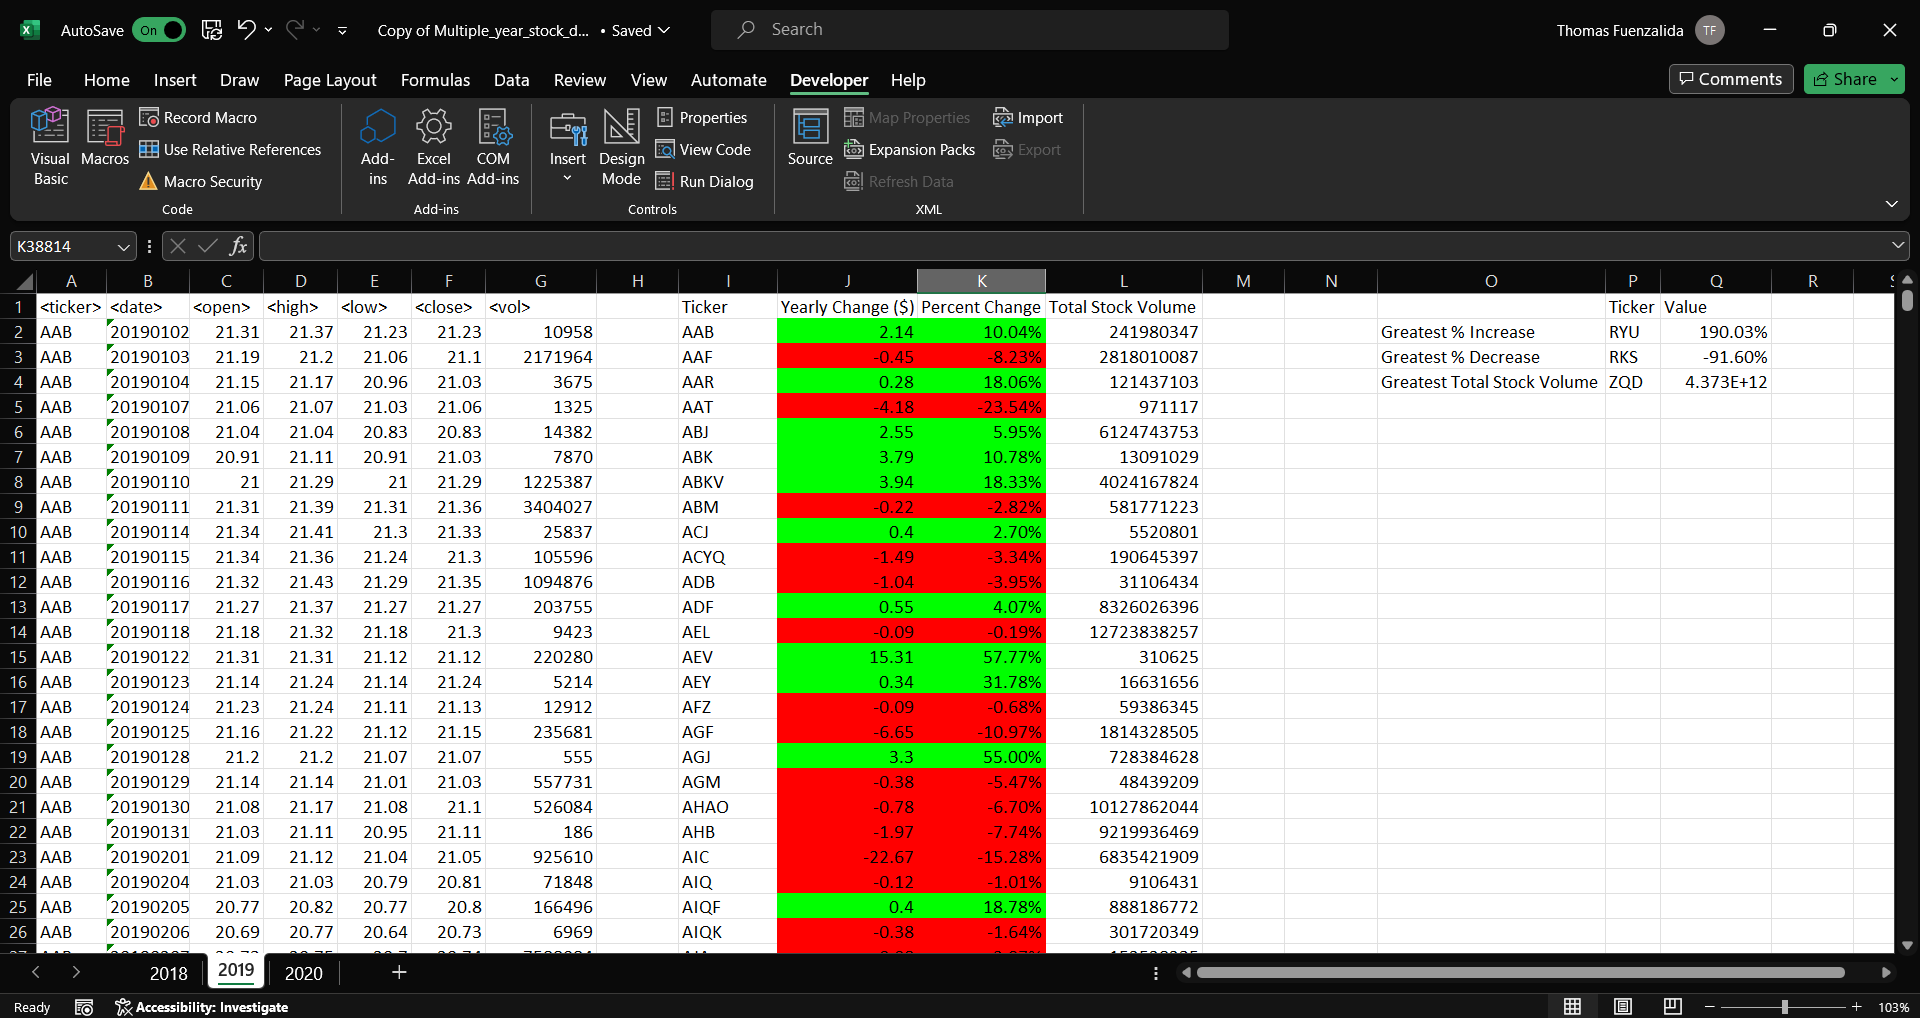 AutoSave On Copy of Multiple_year_stock_d... • Saved Search Thomas Fuenzalida TF
File Home Insert Draw Page Layout Formulas Data Review View Automate Developer Help Comments Share
Visual Basic
Macros
Record Macro
Use Relative References
Macro Security
Code
Add-ins
Excel Add-ins
COM Add-ins
Add-ins
Insert
Design Mode
Properties
View Code
Run Dialog
Controls
Source
Map Properties
Expansion Packs
Refresh Data
Import
Export
XML
K38814 fx
A B C D E F G H I J K L M N O P Q R
1 <ticker> <date> <open> <high> <low> <close> <vol> Ticker Yearly Change ($) Percent Change Total Stock Volume Ticker Value
2 AAB 20190102 21.31 21.37 21.23 21.23 10958 AAB 2.14 10.04% 241980347 Greatest % Increase RYU 190.03%
3 AAB 20190103 21.19 21.2 21.06 21.1 2171964 AAF -0.45 -8.23% 2818010087 Greatest % Decrease RKS -91.60%
4 AAB 20190104 21.15 21.17 20.96 21.03 3675 AAR 0.28 18.06% 121437103 Greatest Total Stock Volume ZQD 4.373E+12
5 AAB 20190107 21.06 21.07 21.03 21.06 1325 AAT -4.18 -23.54% 971117
6 AAB 20190108 21.04 21.04 20.83 20.83 14382 ABJ 2.55 5.95% 6124743753
7 AAB 20190109 20.91 21.11 20.91 21.03 7870 ABK 3.79 10.78% 13091029
8 AAB 20190110 21 21.29 21 21.29 1225387 ABKV 3.94 18.33% 4024167824
9 AAB 20190111 21.31 21.39 21.31 21.36 3404027 ABM -0.22 -2.82% 581771223
10 AAB 20190114 21.34 21.41 21.3 21.33 25837 ACJ 0.4 2.70% 5520801
11 AAB 20190115 21.34 21.36 21.24 21.3 105596 ACYQ -1.49 -3.34% 190645397
12 AAB 20190116 21.32 21.43 21.29 21.35 1094876 ADB -1.04 -3.95% 31106434
13 AAB 20190117 21.27 21.37 21.27 21.27 203755 ADF 0.55 4.07% 8326026396
14 AAB 20190118 21.18 21.32 21.18 21.3 9423 AEL -0.09 -0.19% 12723838257
15 AAB 20190122 21.31 21.31 21.12 21.12 220280 AEV 15.31 57.77% 310625
16 AAB 20190123 21.14 21.24 21.14 21.24 5214 AEY 0.34 31.78% 16631656
17 AAB 20190124 21.23 21.24 21.11 21.13 12912 AFZ -0.09 -0.68% 59386345
18 AAB 20190125 21.16 21.22 21.12 21.15 235681 AGF -6.65 -10.97% 1814328505
19 AAB 20190128 21.2 21.2 21.07 21.07 555 AGJ 3.3 55.00% 728384628
20 AAB 20190129 21.14 21.14 21.01 21.03 557731 AGM -0.38 -5.47% 48439209
21 AAB 20190130 21.08 21.17 21.08 21.1 526084 AHAO -0.78 -6.70% 10127862044
22 AAB 20190131 21.03 21.11 20.95 21.11 186 AHB -1.97 -7.74% 9219936469
23 AAB 20190201 21.09 21.12 21.04 21.05 925610 AIC -22.67 -15.28% 6835421909
24 AAB 20190204 21.03 21.03 20.79 20.81 71848 AIQ -0.12 -1.01% 9106431
25 AAB 20190205 20.77 20.82 20.77 20.8 166496 AIQF 0.4 18.78% 888186772
26 AAB 20190206 20.69 20.77 20.64 20.73 6969 AIQK -0.38 -1.64% 301720349
2018 2019 2020
Ready Accessibility: Investigate 103%